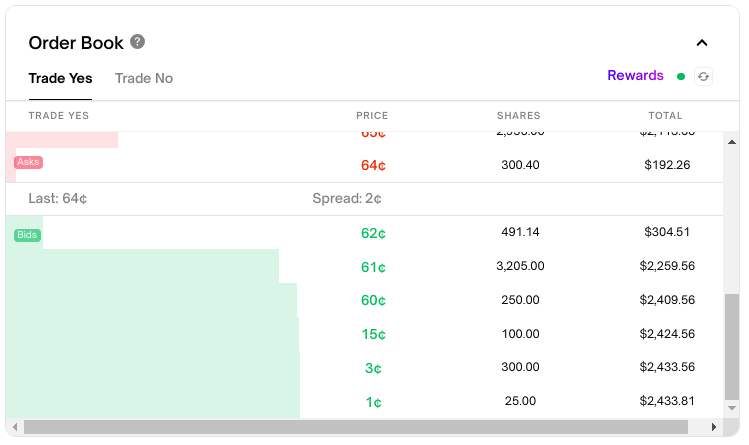 Order Book ?
Trade Yes Trade No Rewards
TRADE YES PRICE SHARES TOTAL
65¢
Asks 64¢ 300.40 $192.26
Last: 64¢ Spread: 2¢
Bids 62¢ 491.14 $304.51
61¢ 3,205.00 $2,259.56
60¢ 250.00 $2,409.56
15¢ 100.00 $2,424.56
3¢ 300.00 $2,433.56
1¢ 25.00 $2,433.81